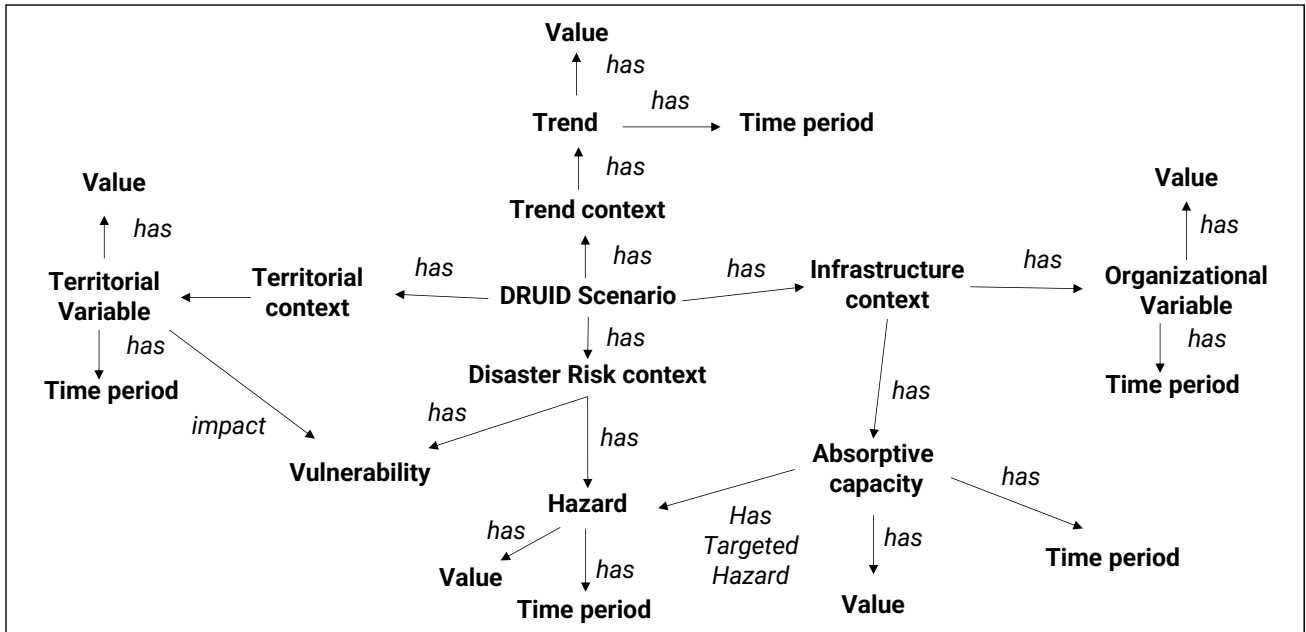 Value
has
has
Trend
Time period
has
Value
Value
Trend context
has
has
has
has
has
has
Territorial
Variable
Territorial
context
DRUID Scenario
Infrastructure
context
Organizational
Variable
has
has
has
Disaster Risk context
Time period
Time period
has
has
impact
has
Vulnerability
Absorptive
capacity
has
Hazard
Has
Targeted
Hazard
has
has
has
Time period
Value
Time period
Value